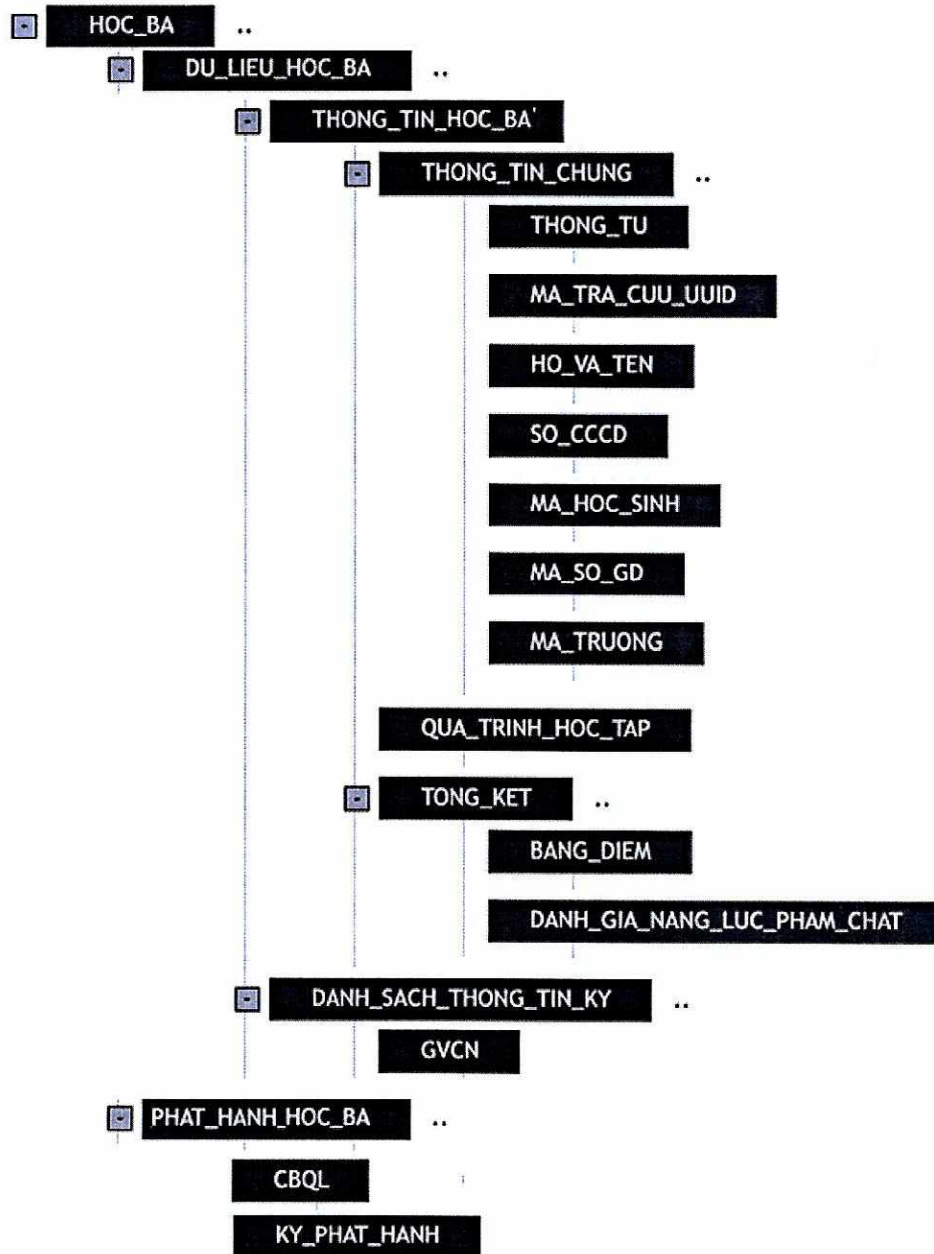 HOC_BA ..
DU_LIEU_HOC_BA ..
THONG_TIN_HOC_BA
THONG_TIN_CHUNG ..
THONG_TU
MA_TRA_CUU_UUID
HO_VA_TEN
SO_CCCD
MA_HOC_SINH
MA_SO_GD
MA_TRUONG
QUA_TRINH_HOC_TAP
TONG_KET ..
BANG_DIEM
DANH_GIA_NANG_LUC_PHAM_CHAT
DANH_SACH_THONG_TIN_KY ..
GVCN
PHAT_HANH_HOC_BA ..
CBQL
KY_PHAT_HANH